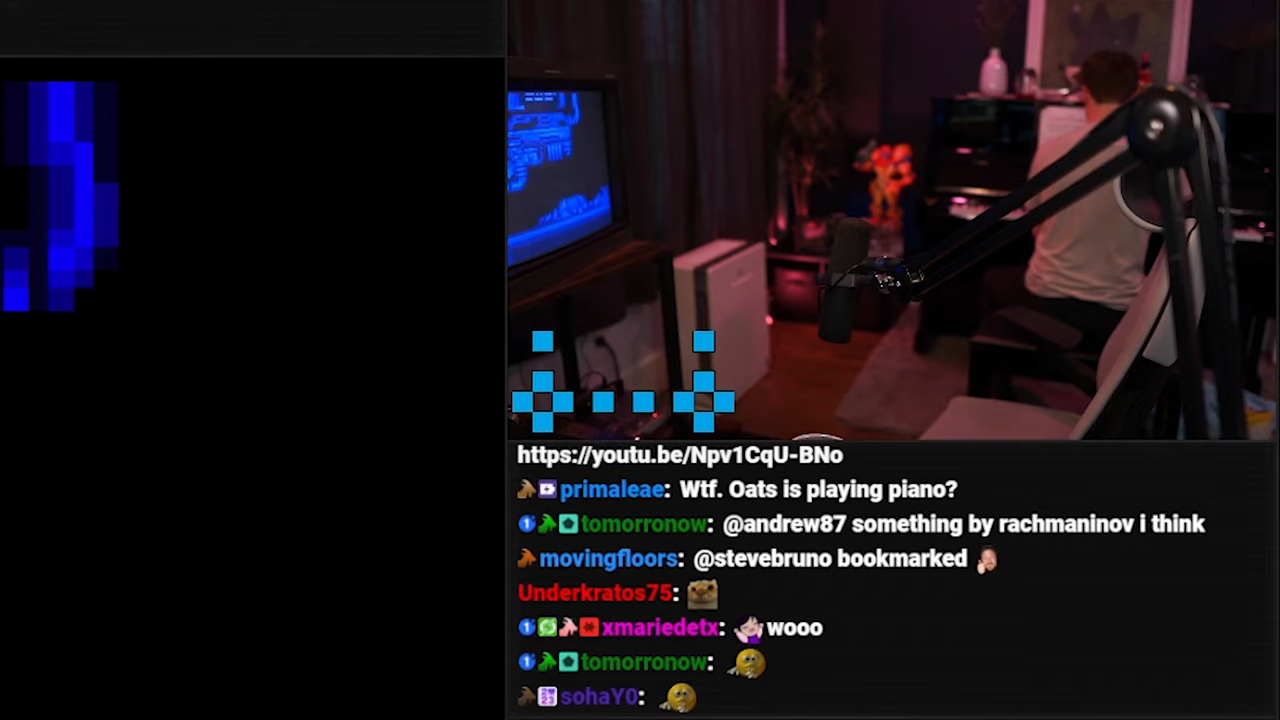 https://youtu.be/Npv1CqU-BNo
primaleae: Wtf. Oats is playing piano?
tomorronow: @andrew87 something by rachmaninov i think
movingfloors: @stevebruno bookmarked
Underkratos75:
xmariedetx: wooo
tomorronow:
sohaY0: